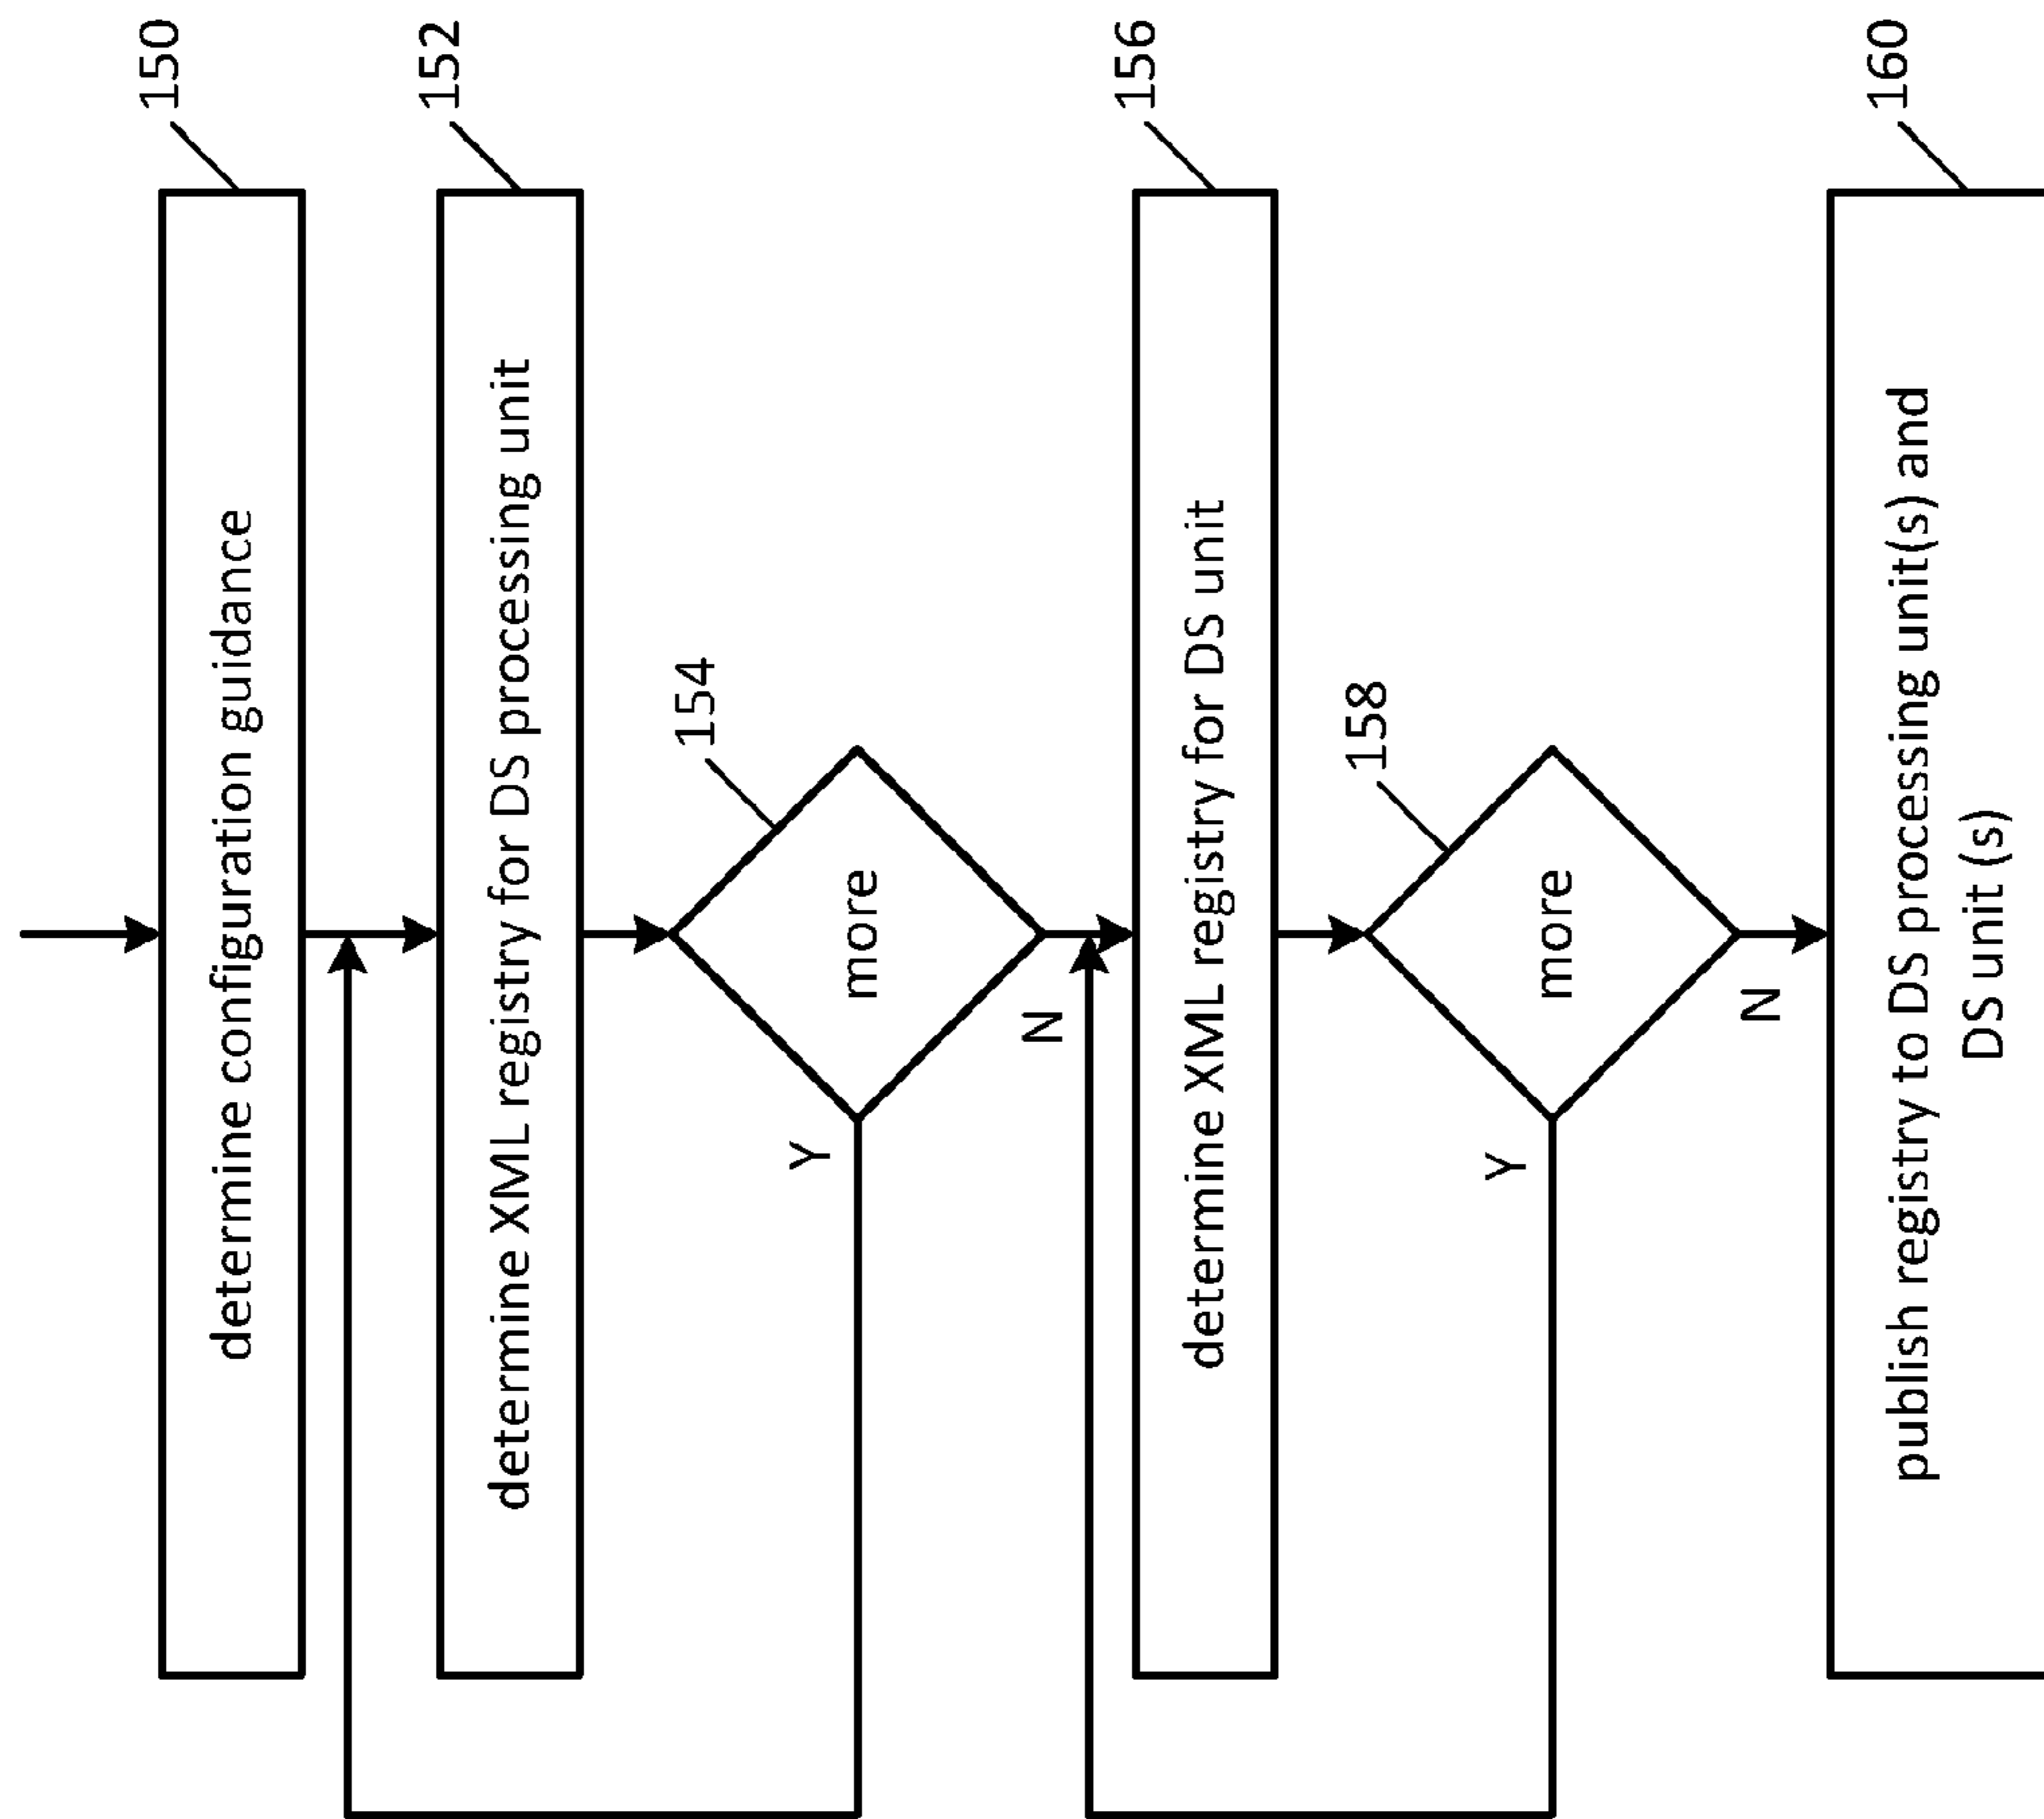 150
determine configuration guidance
152
determine XML registry for DS processing unit
154
more
Y
N
156
determine XML registry for DS unit
158
more
Y
N
160
publish registry to DS processing unit(s) and
DS unit (s)